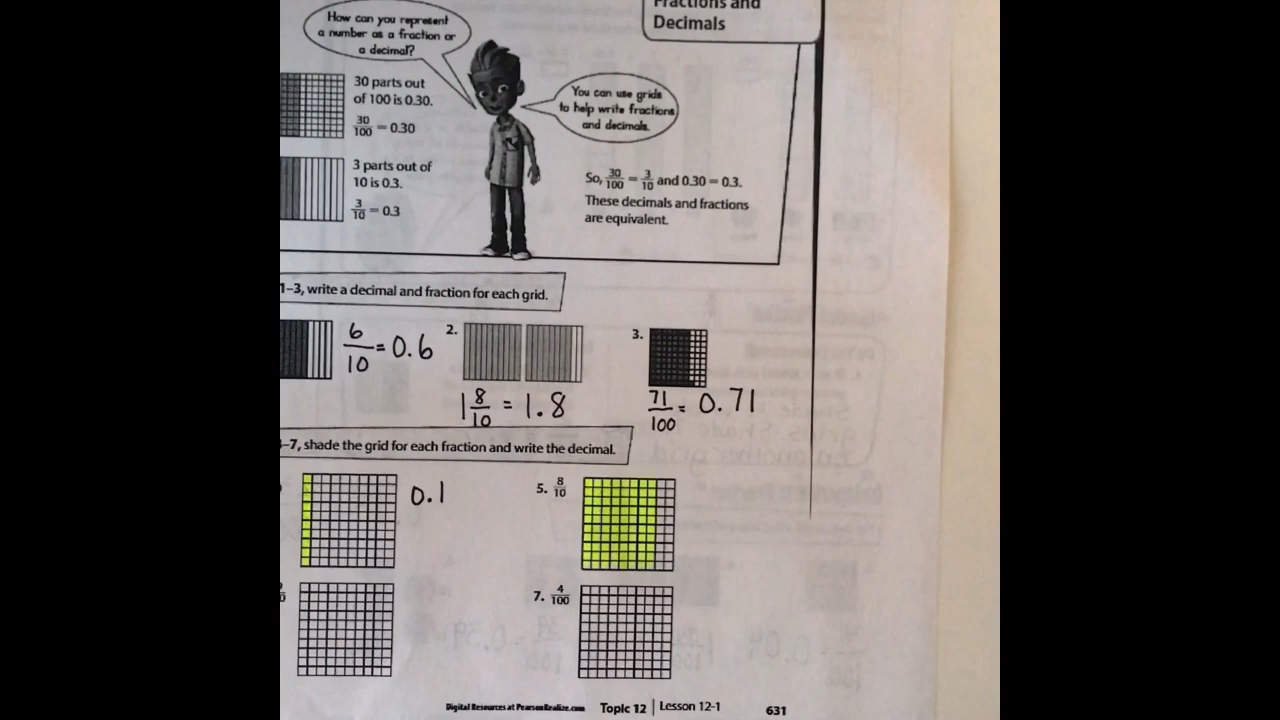 Fractions and
Decimals
How can you represent
a number as a fraction or
a decimal?
30 parts out
of 100 is 0.30.
30/100 = 0.30
You can use grids
to help write fractions
and decimals.
3 parts out of
10 is 0.3.
3/10 = 0.3
So, 30/100 = 3/10 and 0.30 = 0.3.
These decimals and fractions
are equivalent.
1–3, write a decimal and fraction for each grid.
6/10 = 0.6
2.
1 8/10 = 1.8
3.
71/100 = 0.71
–7, shade the grid for each fraction and write the decimal.
0.1
5. 8/10
7. 4/100
Digital Resources at PearsonRealize.com Topic 12 | Lesson 12-1 631